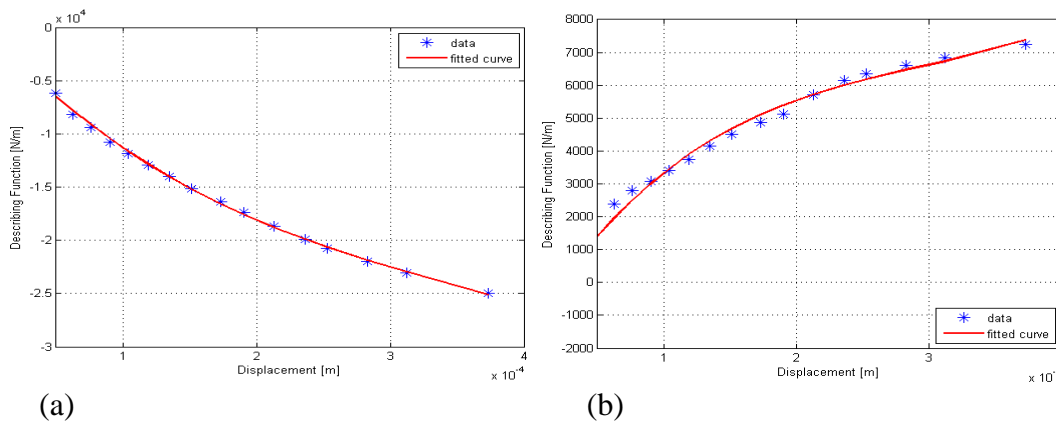 x 10⁴
0
-0.5
-1
-1.5
-2
-2.5
-3
Describing Function [N/m]
1
2
3
4
Displacement [m]
x 10⁻⁴
data
fitted curve
(a)
8000
7000
6000
5000
4000
3000
2000
1000
0
-1000
-2000
Describing Function [N/m]
1
2
3
Displacement [m]
x 10⁻
data
fitted curve
(b)